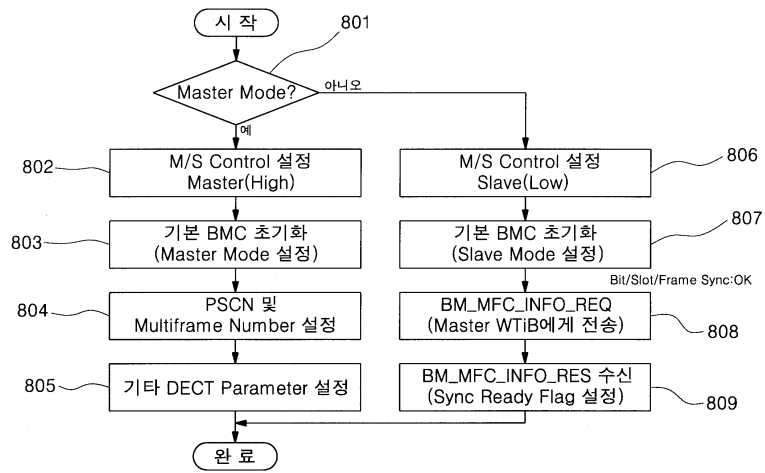 시 작
801
Master Mode?
아니오
예
802
M/S Control 설정
Master(High)
M/S Control 설정
Slave(Low)
806
803
기본 BMC 초기화
(Master Mode 설정)
기본 BMC 초기화
(Slave Mode 설정)
807
Bit/Slot/Frame Sync:OK
804
PSCN 및
Multiframe Number 설정
BM_MFC_INFO_REQ
(Master WTiB에게 전송)
808
805
기타 DECT Parameter 설정
BM_MFC_INFO_RES 수신
(Sync Ready Flag 설정)
809
완 료